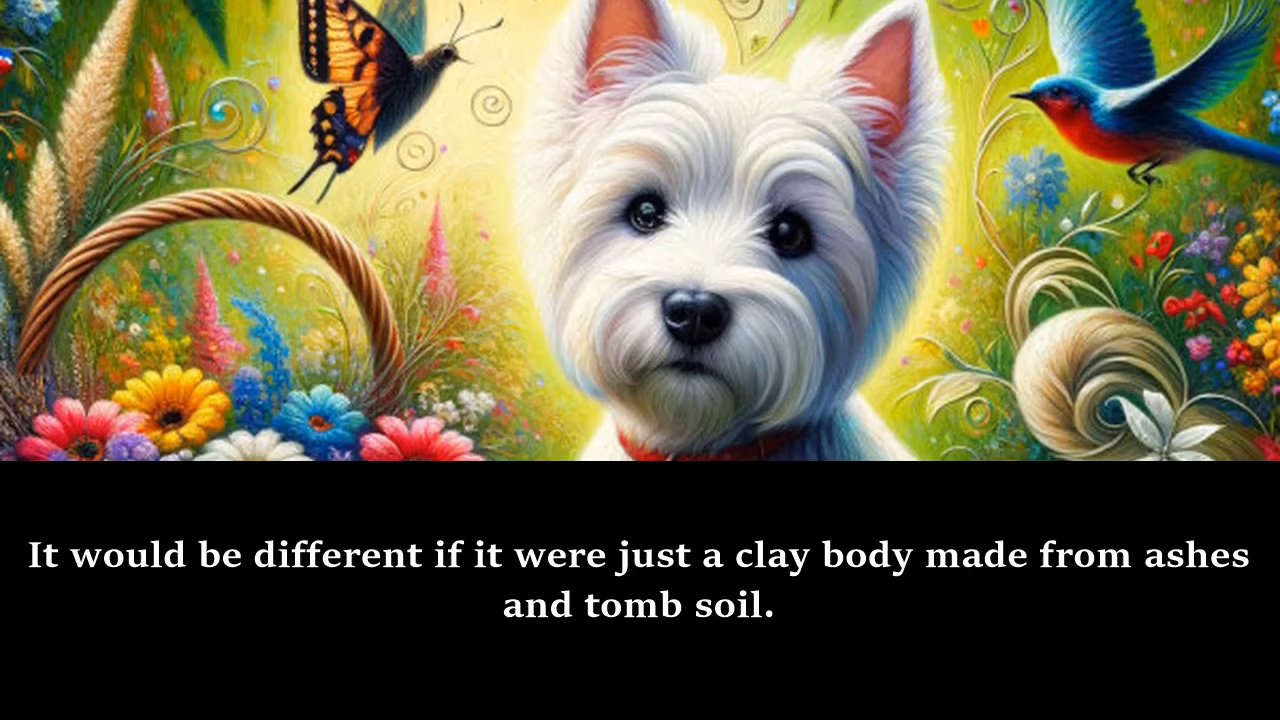 It would be different if it were just a clay body made from ashes
and tomb soil.